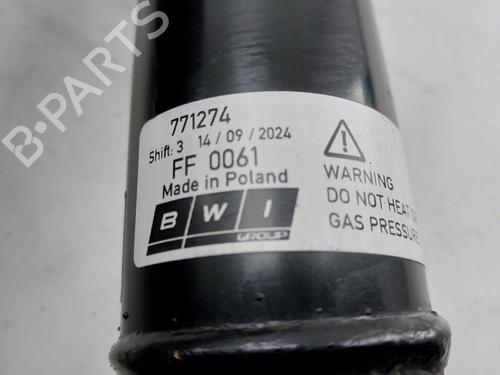 771274
Shift: 3 14 / 09 / 2024
FF 0061
Made in Poland
BWI
GROUP
WARNING
DO NOT HEAT
GAS PRESSURE
B-PARTS